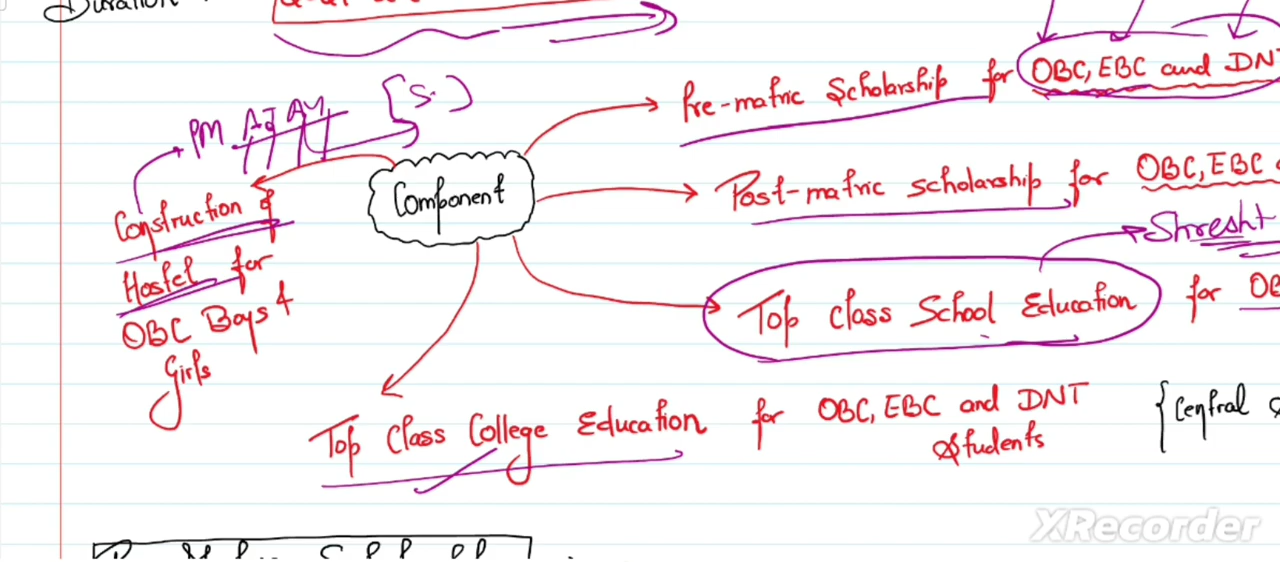 Duration
Pre-matric Scholarship for OBC, EBC and DNT
PM AJAY [S.]
Component
Post-matric scholarship for OBC, EBC
Construction of
Hostel for
OBC Boys &
Girls
Shresht
Top Class School Education for OB
Top Class College Education for OBC, EBC and DNT
Students
{Central
XRecorder